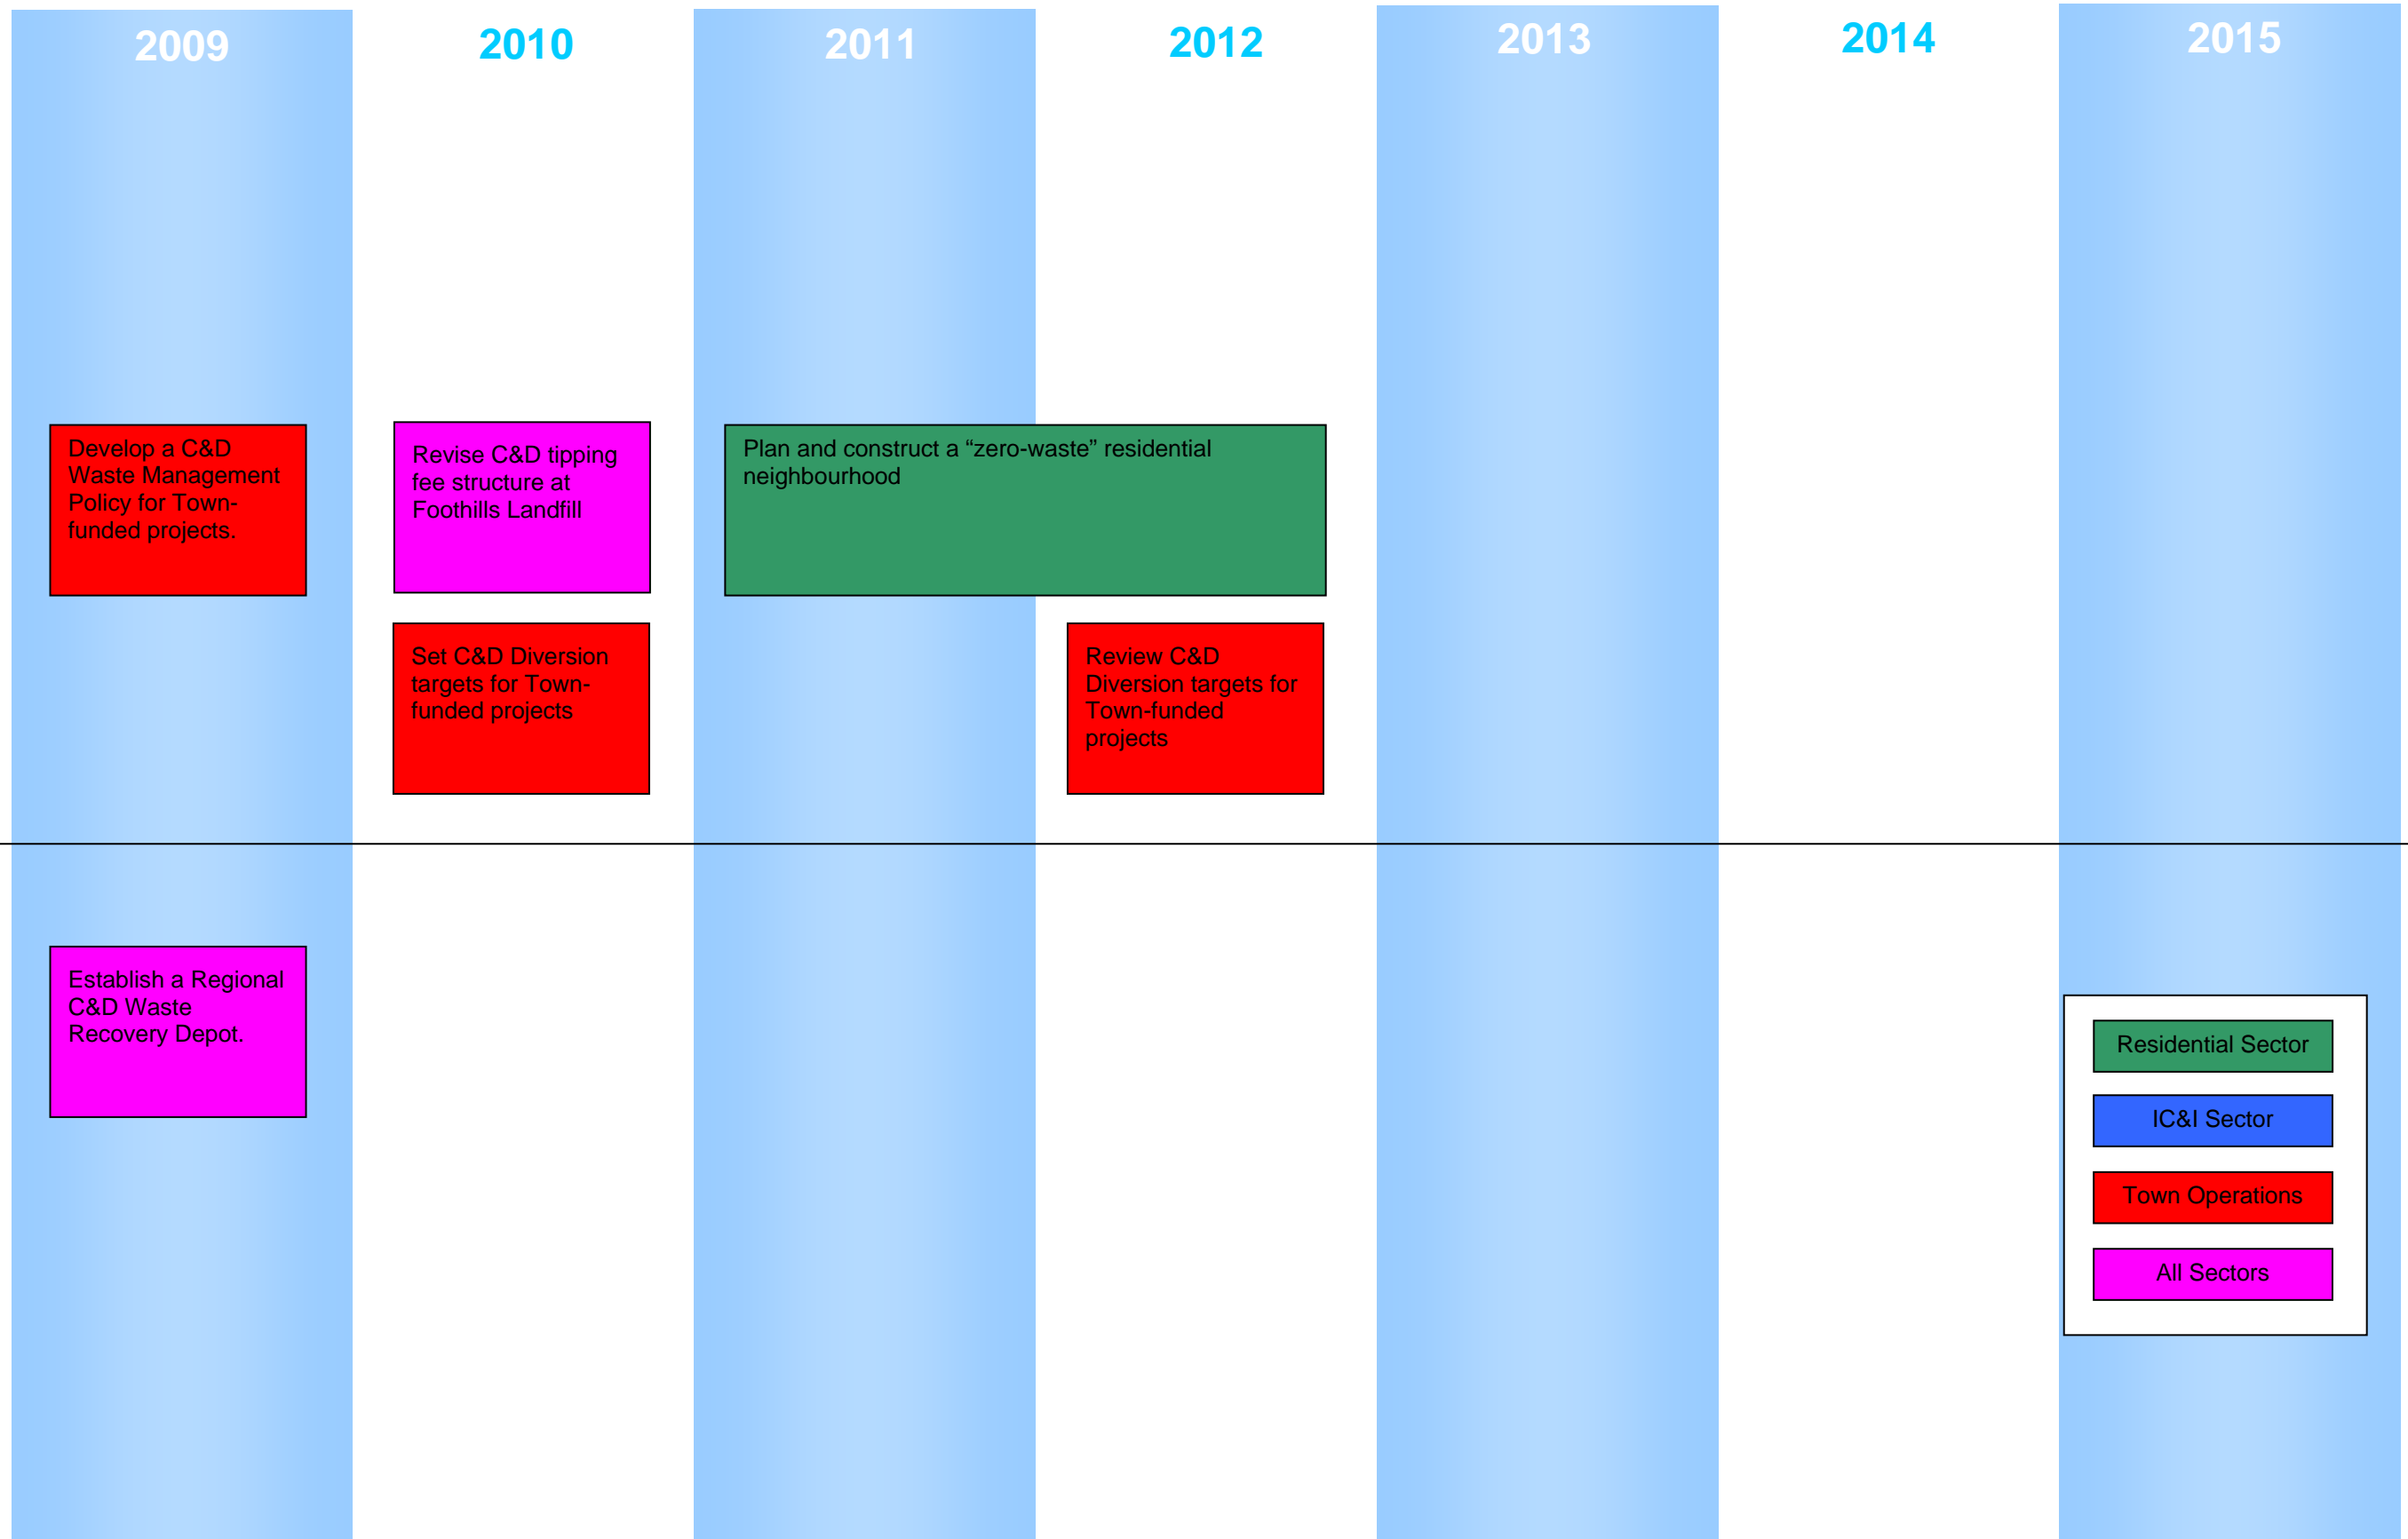 2009
2010
2011
2012
2013
2014
2015
Develop a C&D
Waste Management
Policy for Town-
funded projects.
Revise C&D tipping
fee structure at
Foothills Landfill
Plan and construct a “zero-waste” residential
neighbourhood
Set C&D Diversion
targets for Town-
funded projects
Review C&D
Diversion targets for
Town-funded
projects
Establish a Regional
C&D Waste
Recovery Depot.
Residential Sector
IC&I Sector
Town Operations
All Sectors